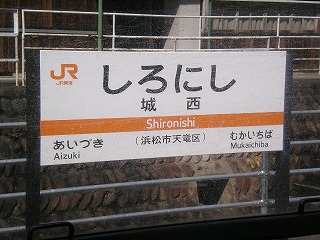 JR
JR東海
しろにし
城西
Shironishi
あいづき
(浜松市天竜区)
むかいちば
Aizuki
Mukaichiba